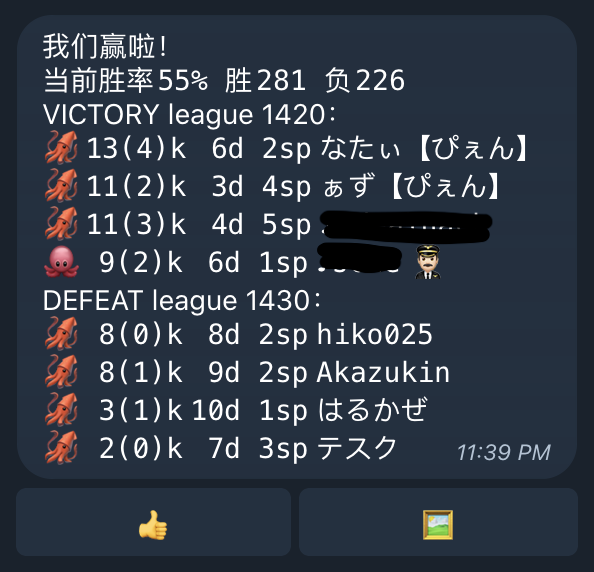 我们赢啦！
当前胜率55% 胜281 负226
VICTORY league 1420:
🦑13(4)k 6d 2sp なたぃ【ぴぇん】
🦑11(2)k 3d 4sp ぁず【ぴぇん】
🦑11(3)k 4d 5sp
🐙 9(2)k 6d 1sp 👨🏻‍✈️
DEFEAT league 1430:
🦑 8(0)k 8d 2sp hiko025
🦑 8(1)k 9d 2sp Akazukin
🦑 3(1)k 10d 1sp はるかぜ
🦑 2(0)k 7d 3sp テスク
11:39 PM